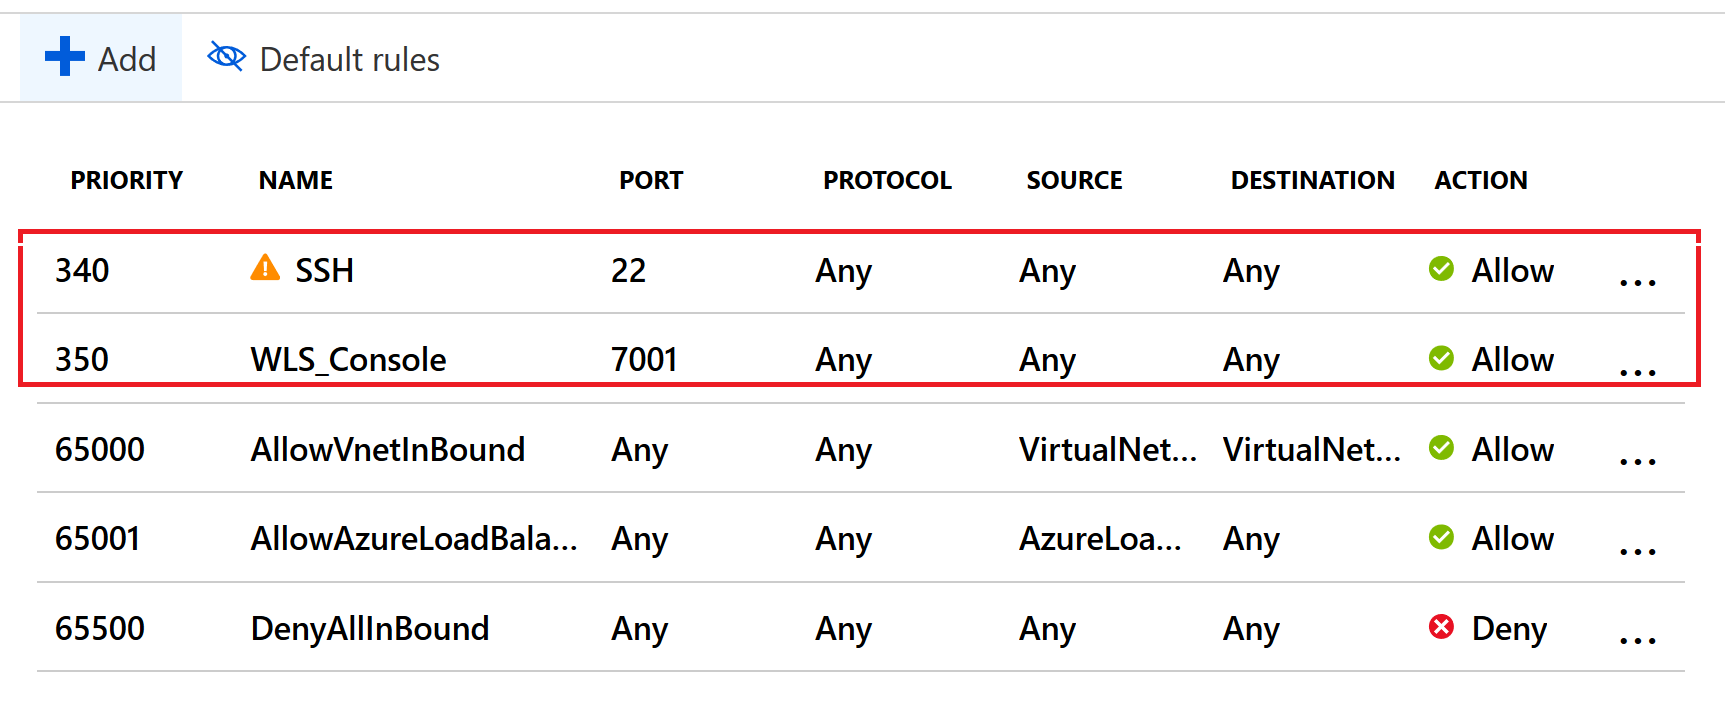 Add Default rules
PRIORITY NAME PORT PROTOCOL SOURCE DESTINATION ACTION
340 SSH 22 Any Any Any Allow ...
350 WLS_Console 7001 Any Any Any Allow ...
65000 AllowVnetInBound Any Any VirtualNet... VirtualNet... Allow ...
65001 AllowAzureLoadBala... Any Any AzureLoa... Any Allow ...
65500 DenyAllInBound Any Any Any Any Deny ...